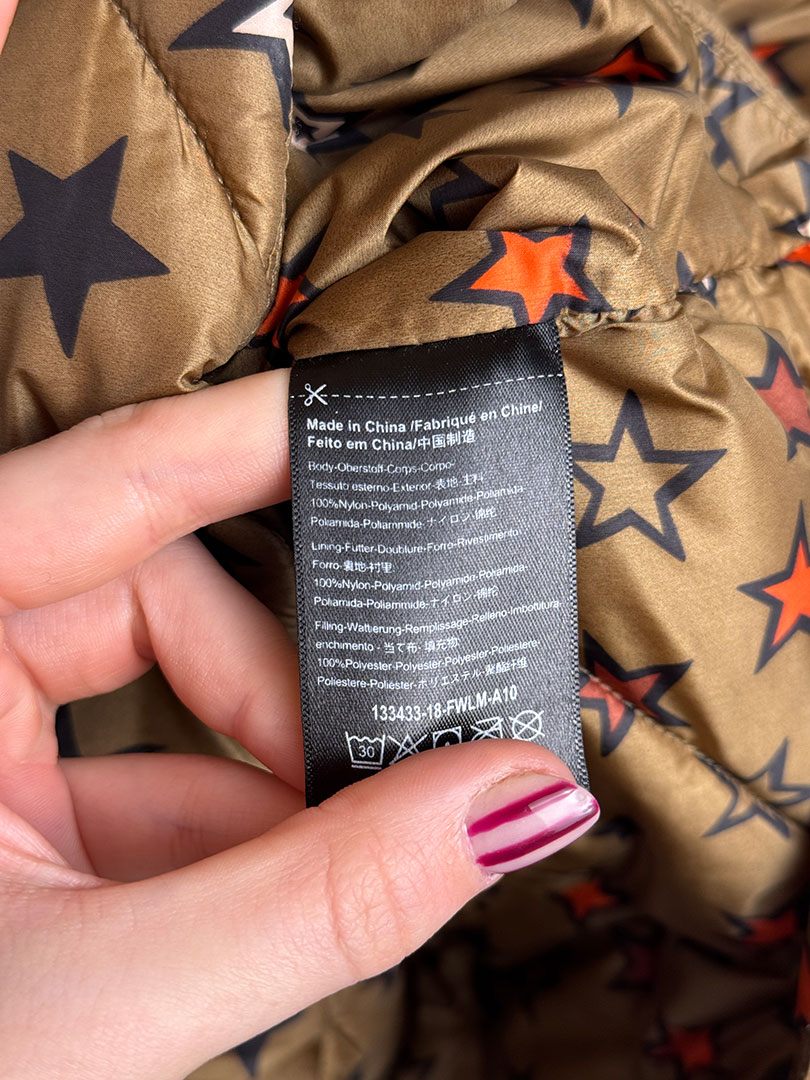 Made in China /Fabriqué en Chine/
Feito em China/中国制造
Body-Oberstoff-Corps-Corpo-
Tessuto esterno-Exterior-表地-主料
100%Nylon-Polyamid-Polyamide-Poliamida-
Poliamida-Poliammide-ナイロン-锦纶
Lining-Futter-Doublure-Forro-Rivestimento-
Forro-裏地-衬里
100%Nylon-Polyamid-Polyamide-Poliamida-
Poliamida-Poliammide-ナイロン-锦纶
Filling-Wattierung-Remplissage-Relleno-Imbottitura
enchimento - 当て布- 填充物
100%Polyester-Polyester-Polyester-Poliestere-
Poliestere-Poliéster-ポリエステル-聚酯纤维
133433-18-FWLM-A10
30